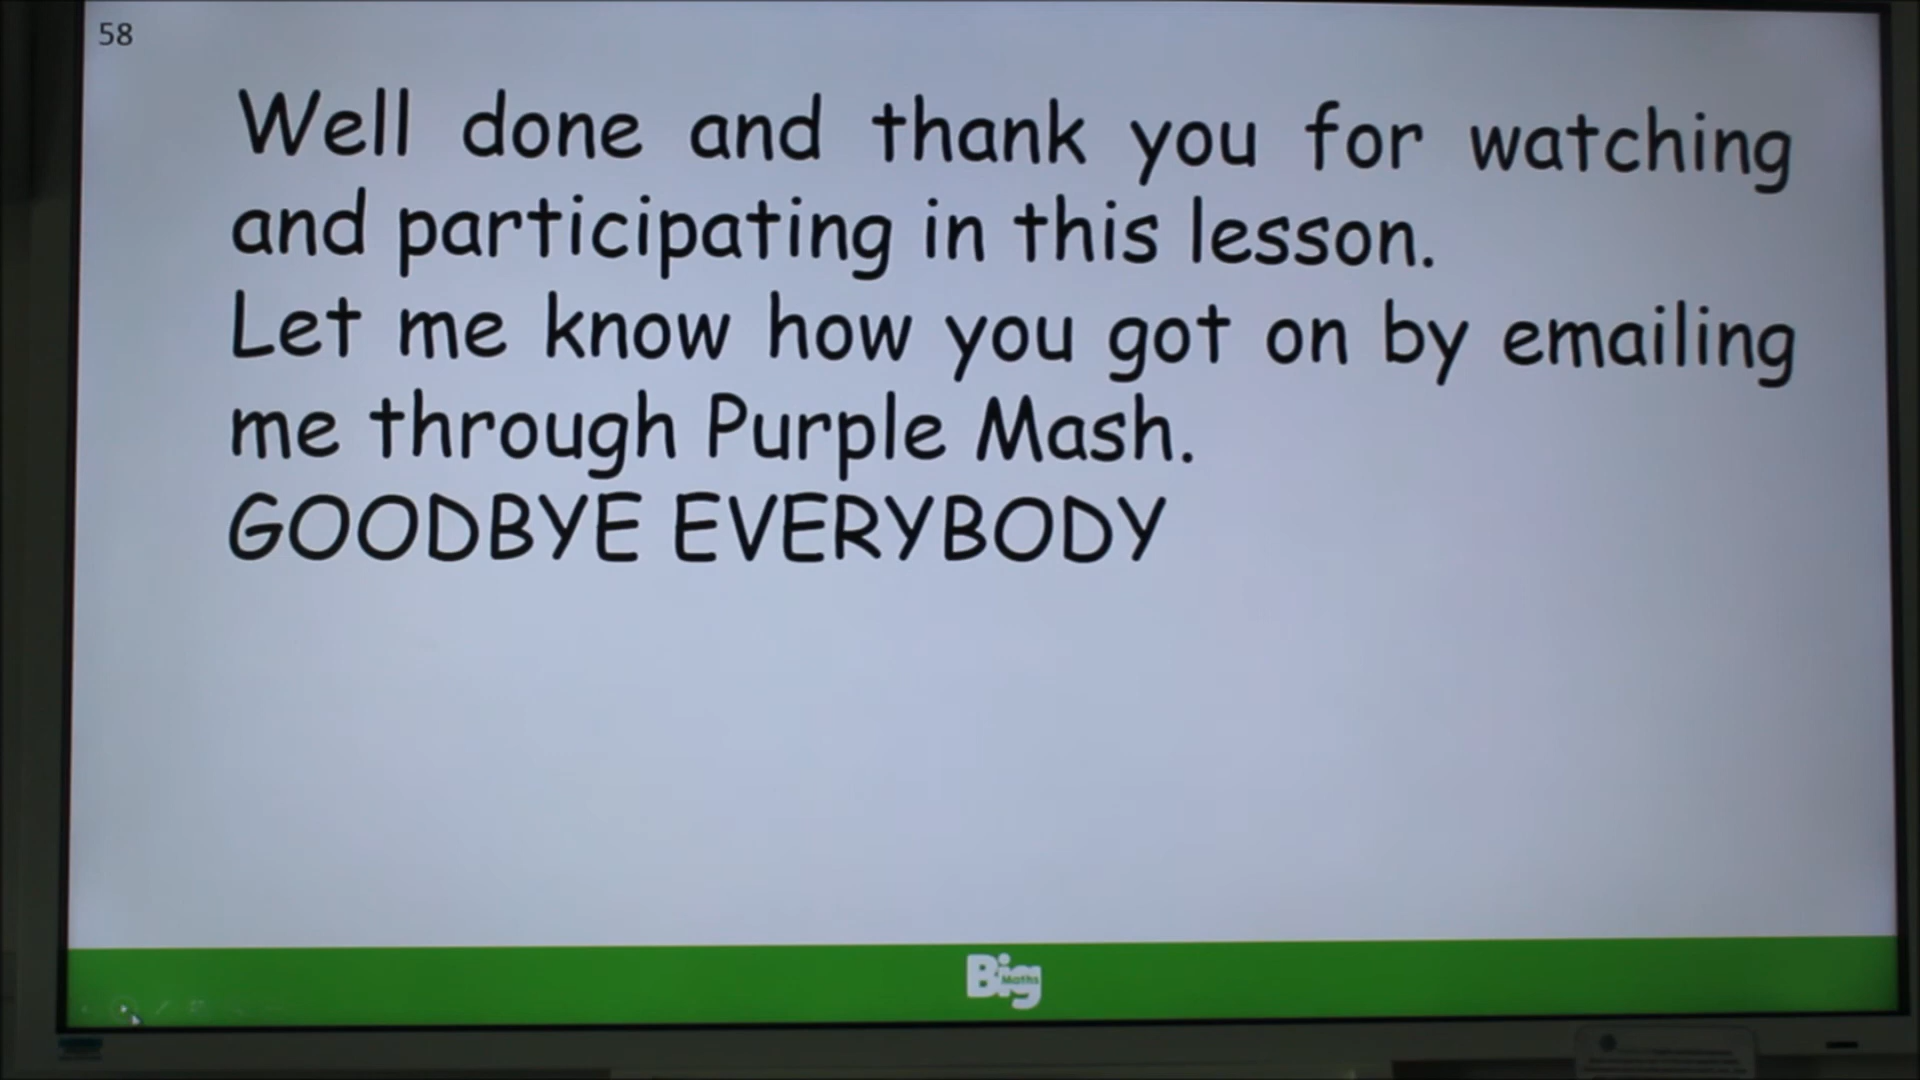 58
Well done and thank you for watching
and participating in this lesson.
Let me know how you got on by emailing
me through Purple Mash.
GOODBYE EVERYBODY
Big
Maths